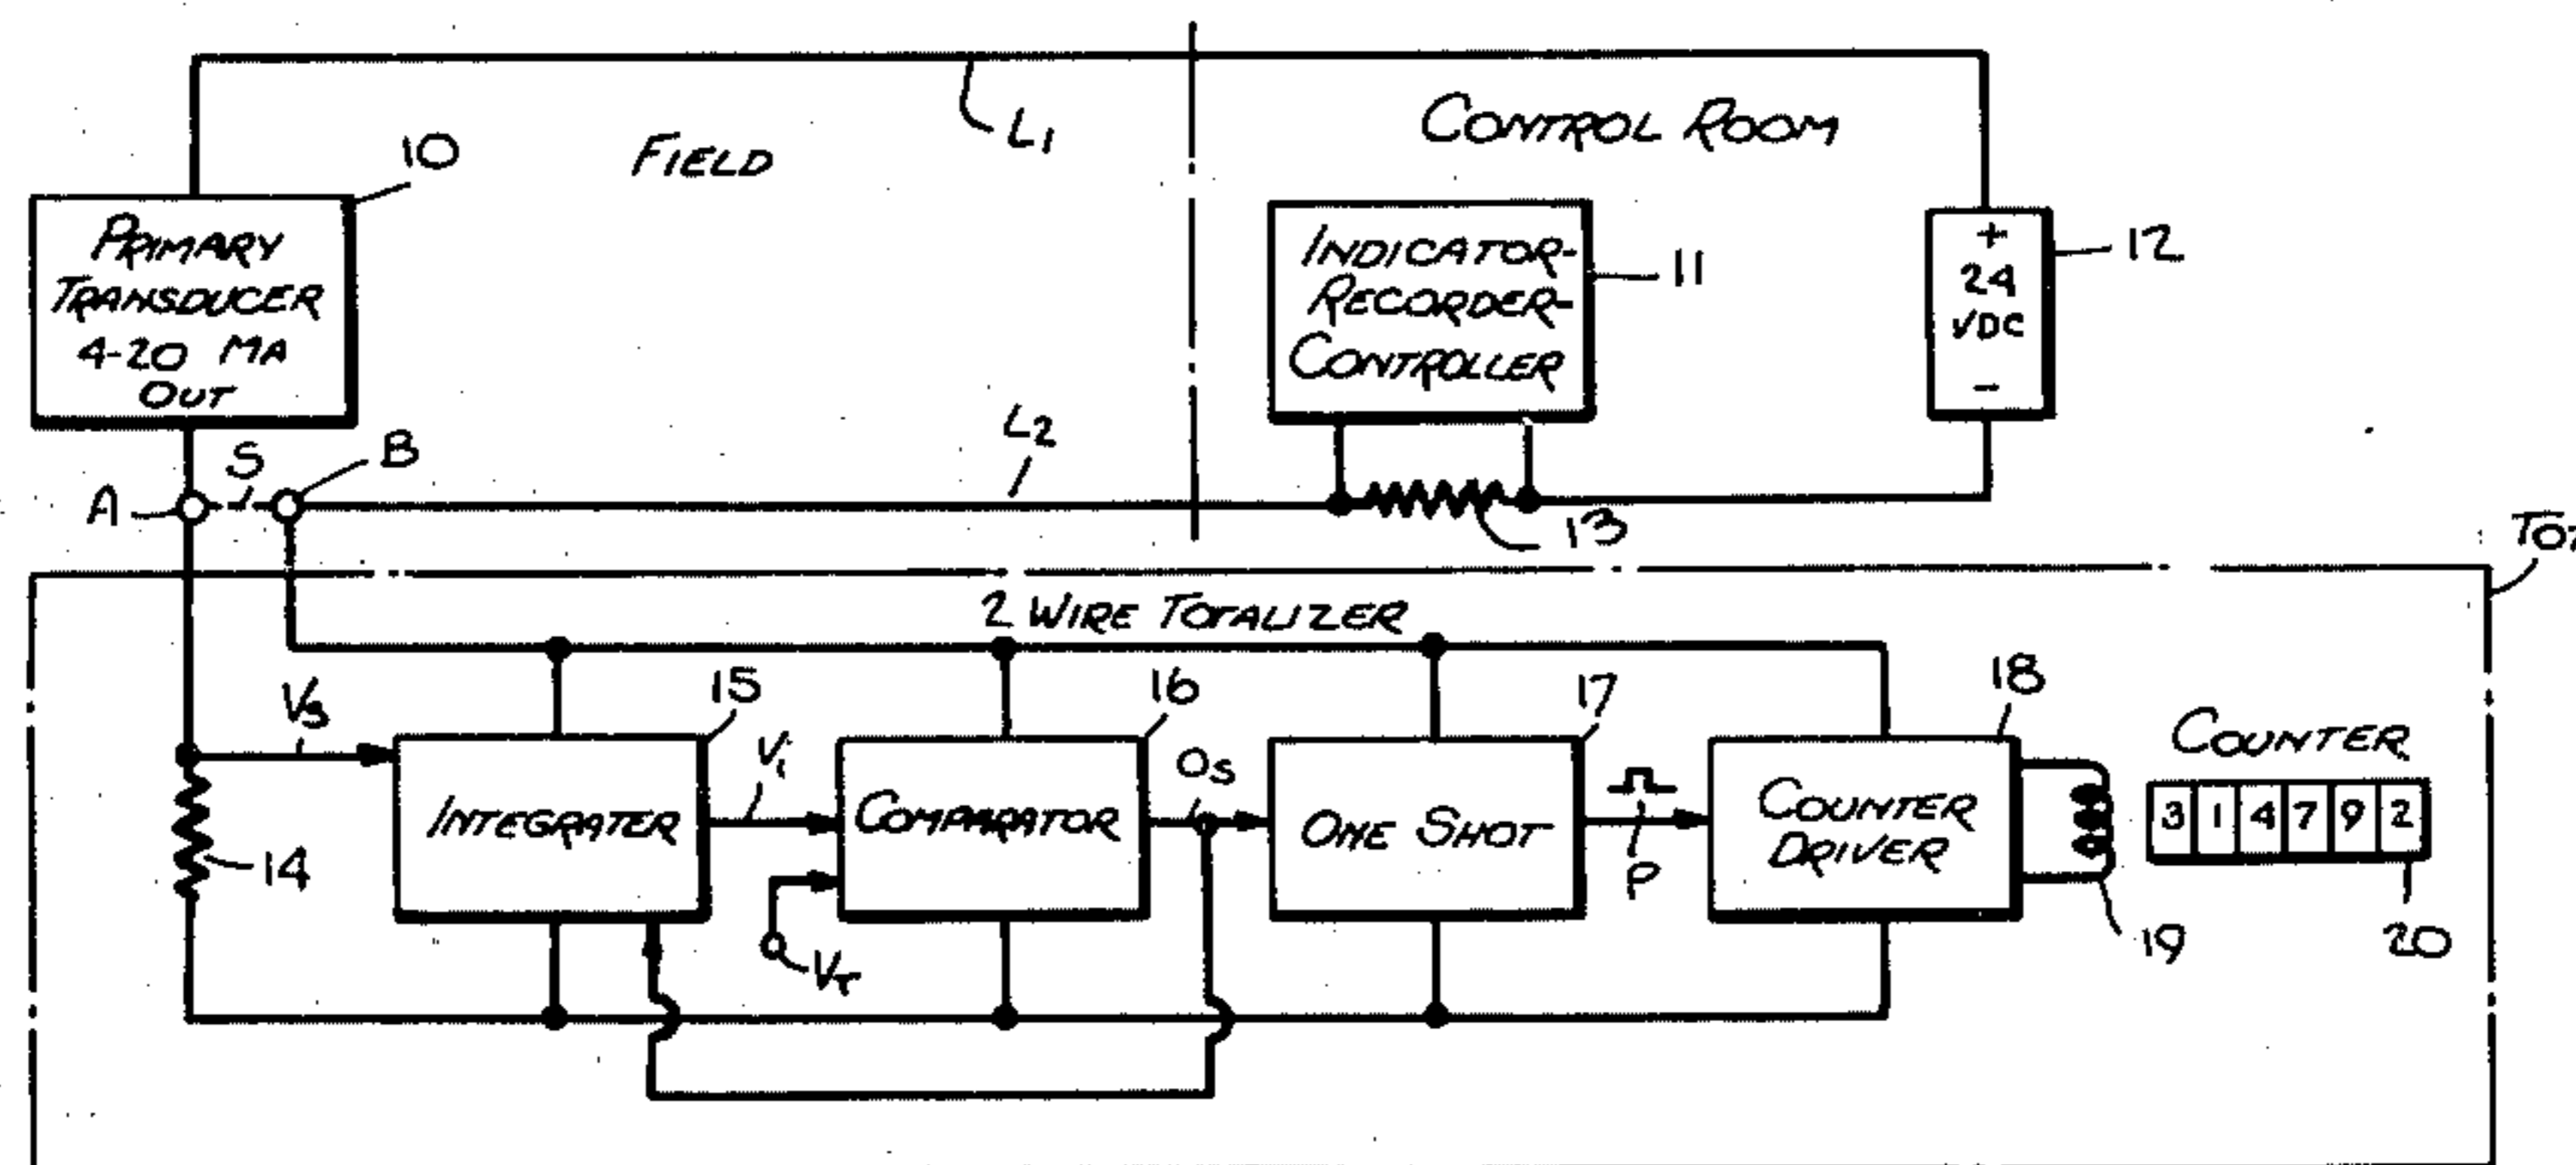 L1
CONTROL ROOM
FIELD
10
PRIMARY
TRANSDUCER
4-20 MA
OUT
INDICATOR-
RECORDER-
CONTROLLER
11
+
24
VDC
-
12
A
S
B
L2
13
TOT
2 WIRE TOTALIZER
Vs
15
Vi
16
Os
17
18
COUNTER
INTEGRATER
COMPARATOR
ONE SHOT
P
COUNTER
DRIVER
3 1 4 7 9 2
14
Vr
19
20